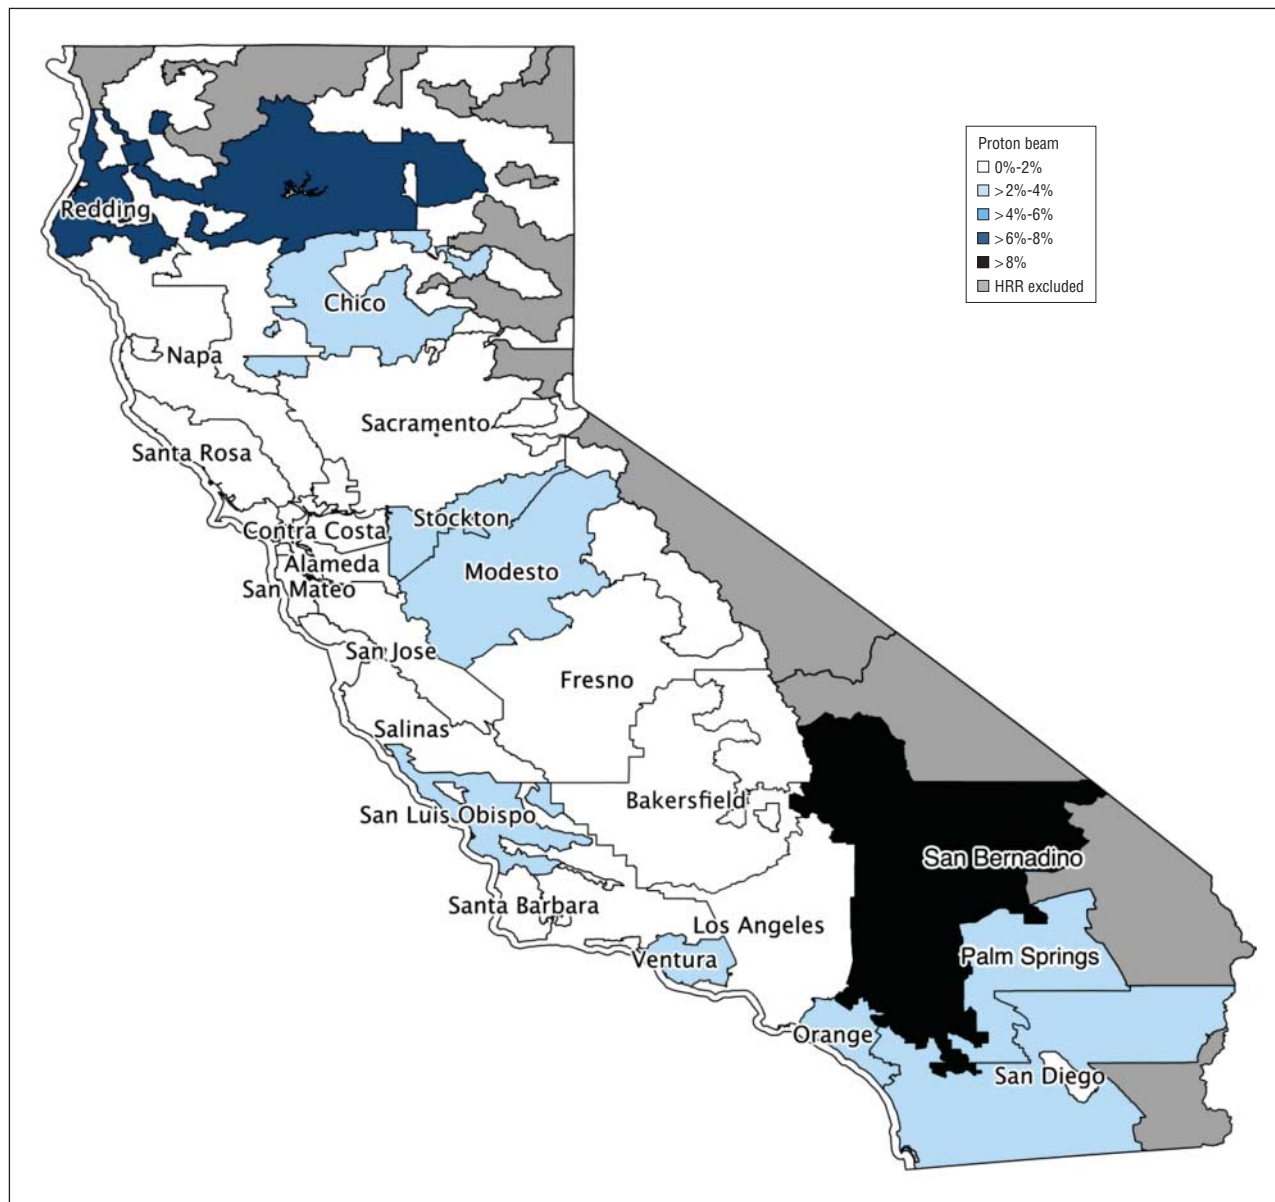 Proton beam
0%-2%
>2%-4%
>4%-6%
>6%-8%
>8%
HRR excluded
Redding
Chico
Napa
Sacramento
Santa Rosa
Stockton
Contra Costa
Alameda
Modesto
San Mateo
San Jose
Fresno
Salinas
Bakersfield
San Luis Obispo
San Bernadino
Santa Barbara
Los Angeles
Ventura
Palm Springs
Orange
San Diego